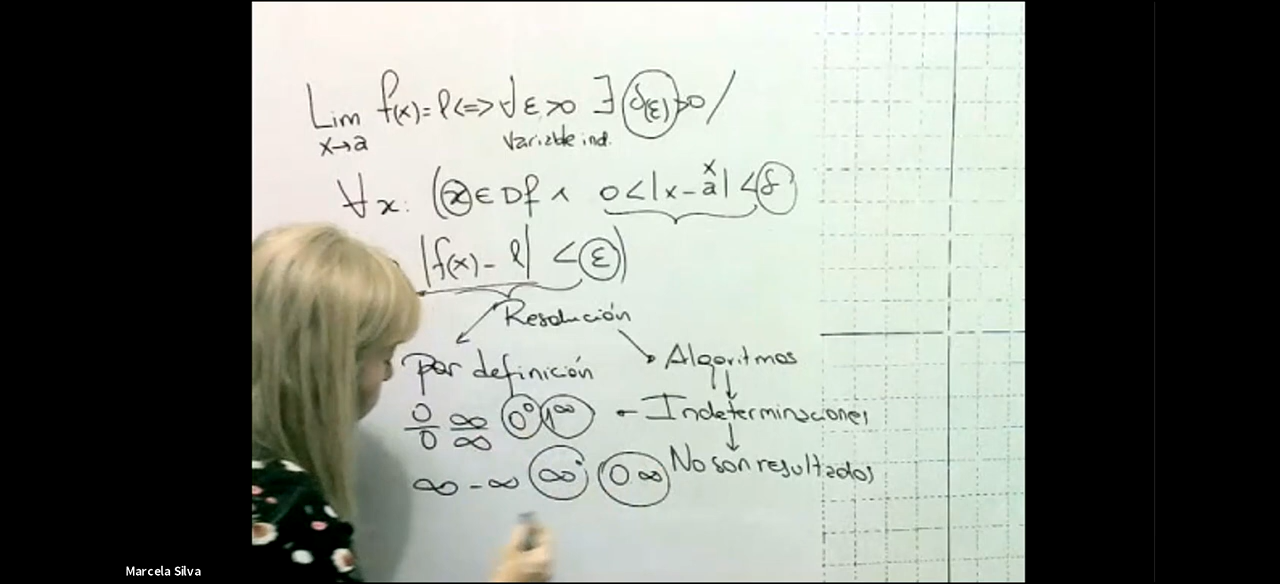 Lim f(x) = l <=> ∀ ε > 0 ∃ δ(ε) > 0 /
x→a
Variable ind.
∀ x: (x ∈ Df ∧ 0 < |x - a| < δ
x
|f(x) - l| < ε)
Resolución
por definición
Algoritmos
0/0 ∞/∞ 0⁰ 1^∞ ← Indeterminaciones
∞ - ∞ ∞⁰ 0 ∞ No son resultados
Marcela Silva